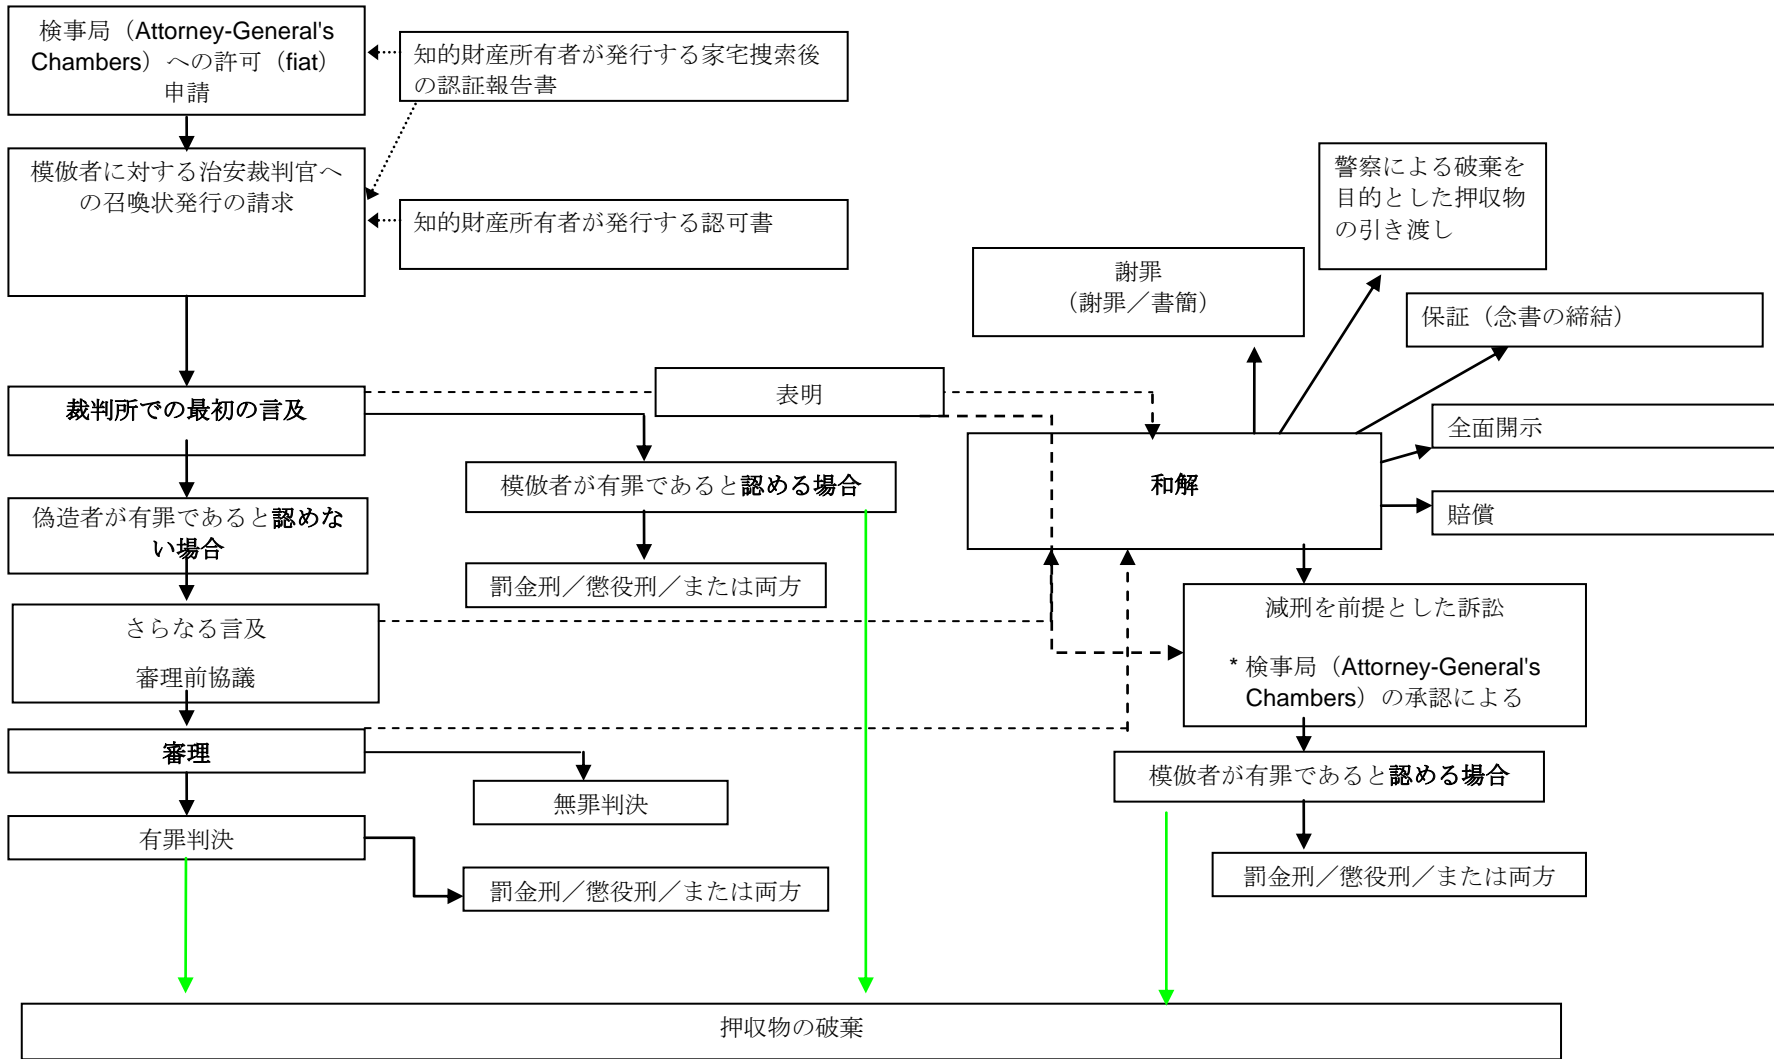 検事局（Attorney-General's
Chambers）への許可（fiat）
申請
知的財産所有者が発行する家宅捜索後
の認証報告書
模倣者に対する治安裁判官へ
の召喚状発行の請求
知的財産所有者が発行する認可書
警察による破棄を
目的とした押収物
の引き渡し
謝罪
（謝罪／書簡）
保証（念書の締結）
裁判所での最初の言及
表明
全面開示
模倣者が有罪であると認める場合
和解
偽造者が有罪であると認めな
い場合
賠償
罰金刑／懲役刑／または両方
さらなる言及
審理前協議
減刑を前提とした訴訟
* 検事局（Attorney-General's
Chambers）の承認による
審理
無罪判決
模倣者が有罪であると認める場合
有罪判決
罰金刑／懲役刑／または両方
罰金刑／懲役刑／または両方
押収物の破棄